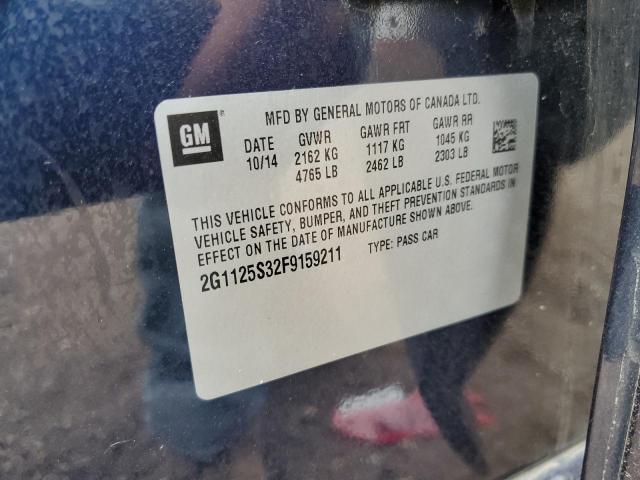 MFD BY GENERAL MOTORS OF CANADA LTD.
GM
DATE GVWR GAWR FRT GAWR RR
10/14 2162 KG 1117 KG 1045 KG
4765 LB 2462 LB 2303 LB
THIS VEHICLE CONFORMS TO ALL APPLICABLE U.S. FEDERAL MOTOR
VEHICLE SAFETY, BUMPER, AND THEFT PREVENTION STANDARDS IN
EFFECT ON THE DATE OF MANUFACTURE SHOWN ABOVE.
2G1125S32F9159211 TYPE: PASS CAR